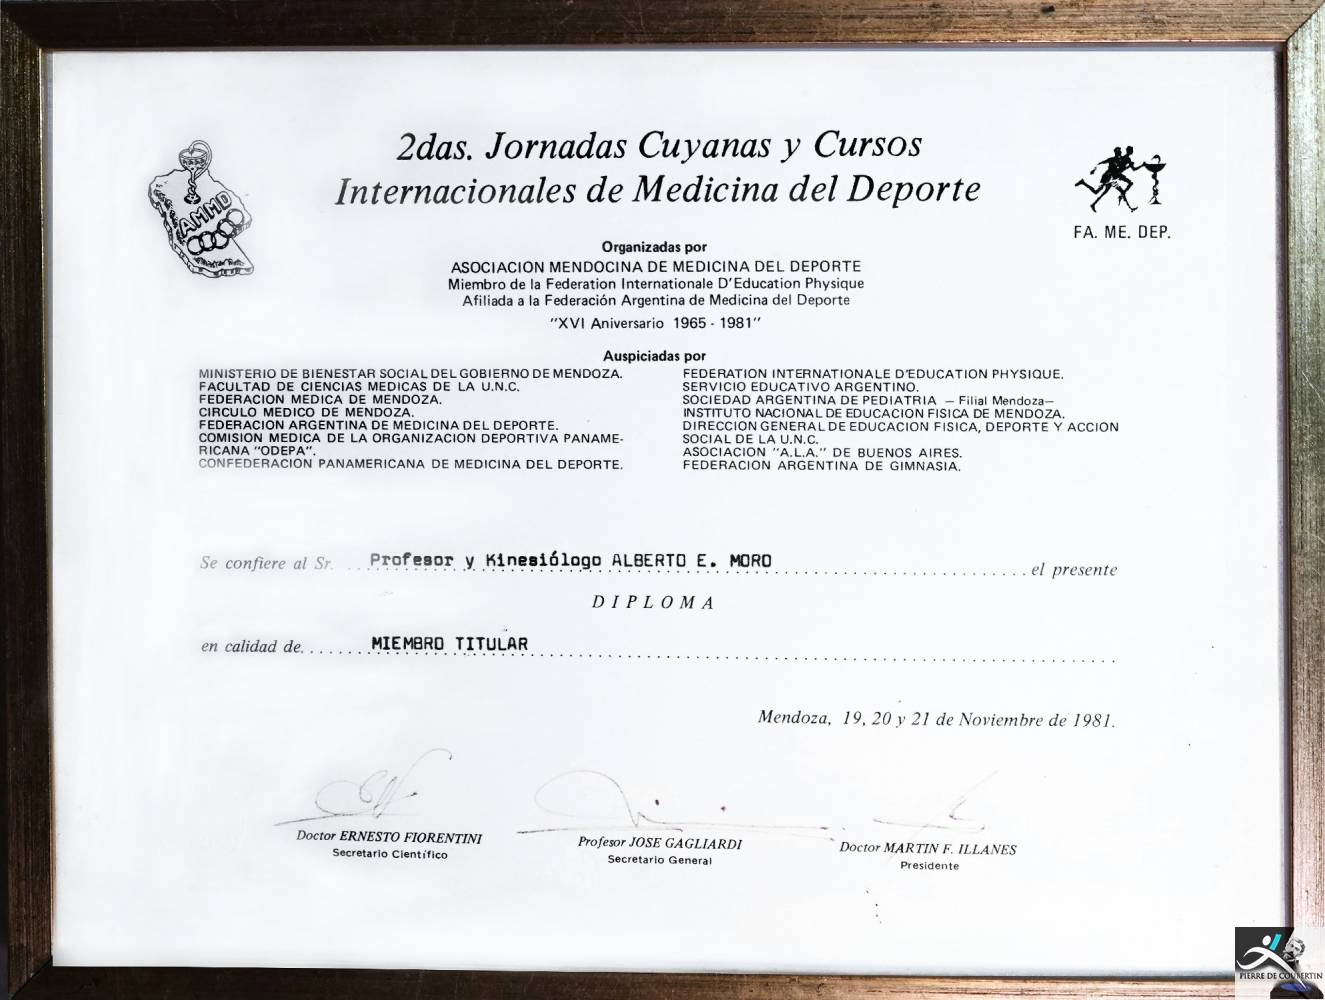 2das. Jornadas Cuyanas y Cursos
Internacionales de Medicina del Deporte
AMMD
FA. ME. DEP.
Organizadas por
ASOCIACION MENDOCINA DE MEDICINA DEL DEPORTE
Miembro de la Federation Internationale D'Education Physique
Afiliada a la Federación Argentina de Medicina del Deporte
"XVI Aniversario 1965 - 1981"
Auspiciadas por
MINISTERIO DE BIENESTAR SOCIAL DEL GOBIERNO DE MENDOZA.
FACULTAD DE CIENCIAS MEDICAS DE LA U.N.C.
FEDERACION MEDICA DE MENDOZA.
CIRCULO MEDICO DE MENDOZA.
FEDERACION ARGENTINA DE MEDICINA DEL DEPORTE.
COMISION MEDICA DE LA ORGANIZACION DEPORTIVA PANAME-
RICANA "ODEPA".
CONFEDERACION PANAMERICANA DE MEDICINA DEL DEPORTE.
FEDERATION INTERNATIONALE D'EDUCATION PHYSIQUE.
SERVICIO EDUCATIVO ARGENTINO.
SOCIEDAD ARGENTINA DE PEDIATRIA — Filial Mendoza—
INSTITUTO NACIONAL DE EDUCACION FISICA DE MENDOZA.
DIRECCION GENERAL DE EDUCACION FISICA, DEPORTE Y ACCION
SOCIAL DE LA U.N.C.
ASOCIACION "A.L.A." DE BUENOS AIRES.
FEDERACION ARGENTINA DE GIMNASIA.
Se confiere al Sr. Profesor y Kinesiólogo ALBERTO E. MORO el presente
DIPLOMA
en calidad de MIEMBRO TITULAR
Mendoza, 19, 20 y 21 de Noviembre de 1981.
Doctor ERNESTO FIORENTINI
Secretario Científico
Profesor JOSE GAGLIARDI
Secretario General
Doctor MARTIN F. ILLANES
Presidente
PIERRE DE COUBERTIN